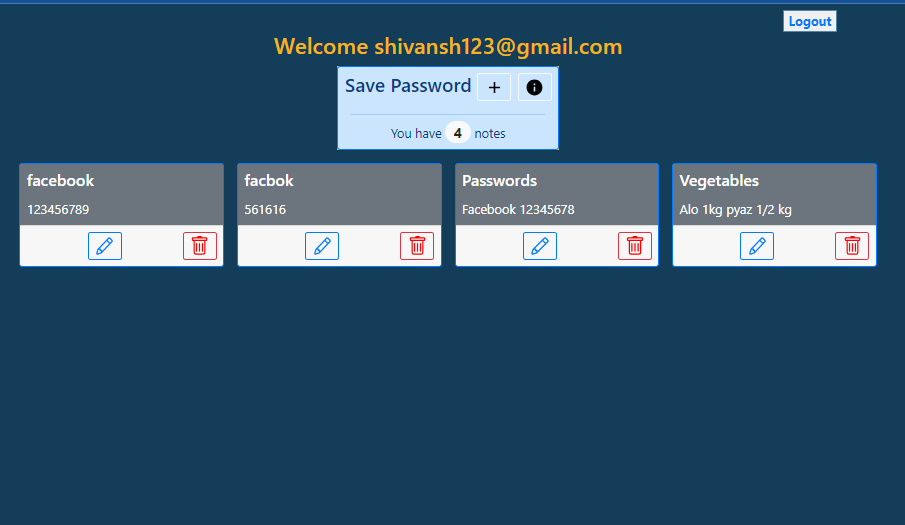 Logout
Welcome shivansh123@gmail.com
Save Password
You have 4 notes
facebook
123456789
facbok
561616
Passwords
Facebook 12345678
Vegetables
Alo 1kg pyaz 1/2 kg